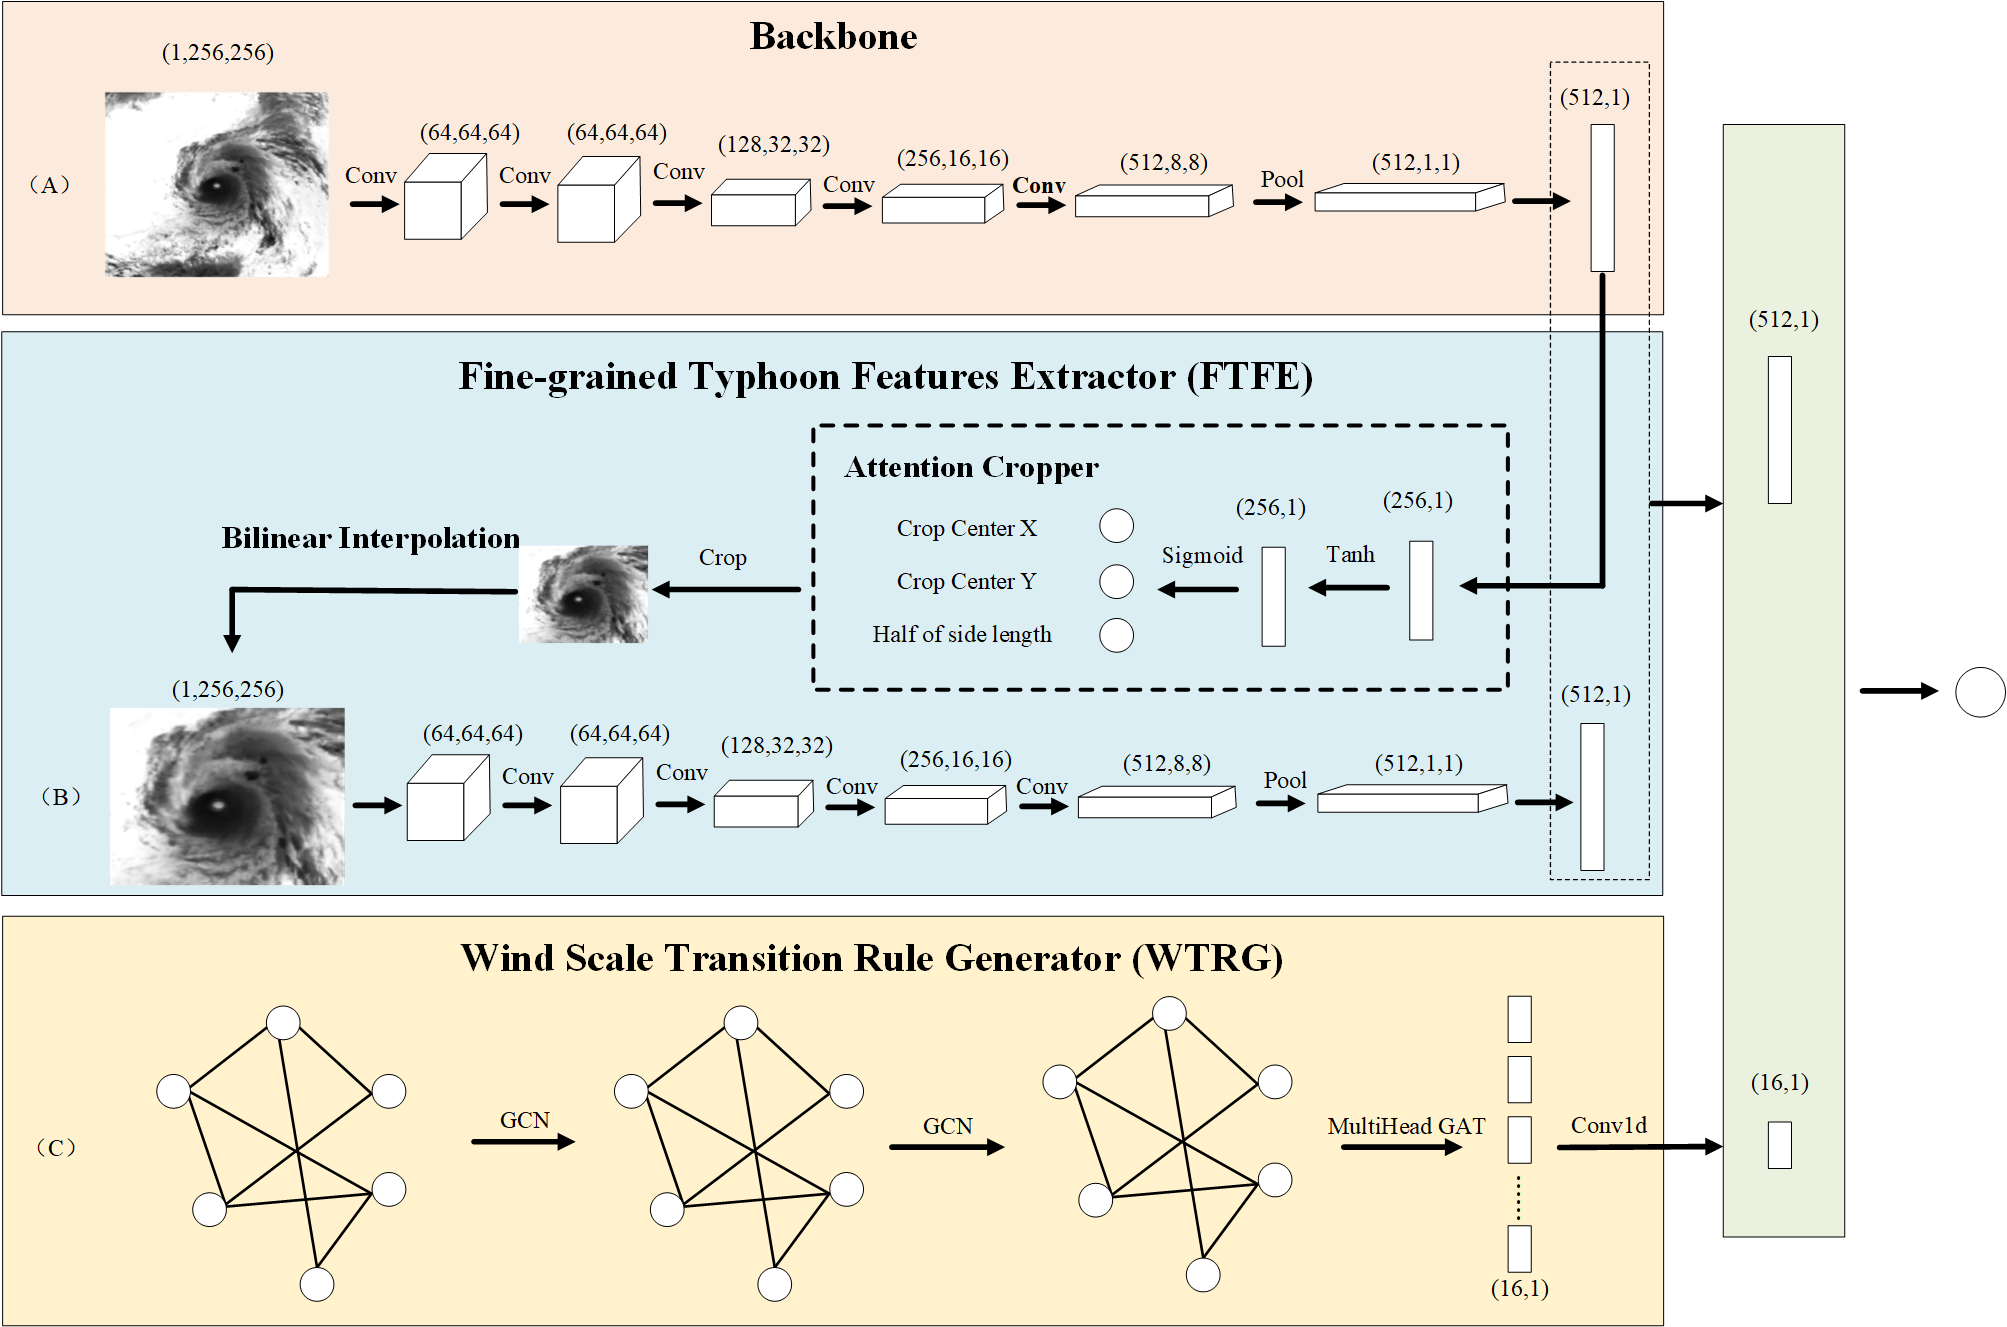 Backbone
(1,256,256)
(512,1)
(64,64,64)
(64,64,64)
(128,32,32)
(256,16,16)
(512,8,8)
(512,1,1)
（A）
Conv
Conv
Conv
Conv
Conv
Pool
Fine-grained Typhoon Features Extractor (FTFE)
(512,1)
Attention Cropper
(256,1)
(256,1)
Crop Center X
Bilinear Interpolation
Crop
Sigmoid
Tanh
Crop Center Y
Half of side length
(1,256,256)
(512,1)
(64,64,64)
(64,64,64)
(128,32,32)
(256,16,16)
(512,8,8)
(512,1,1)
（B）
Conv
Conv
Conv
Conv
Pool
Wind Scale Transition Rule Generator (WTRG)
(16,1)
（C）
GCN
GCN
MultiHead GAT
Conv1d
(16,1)